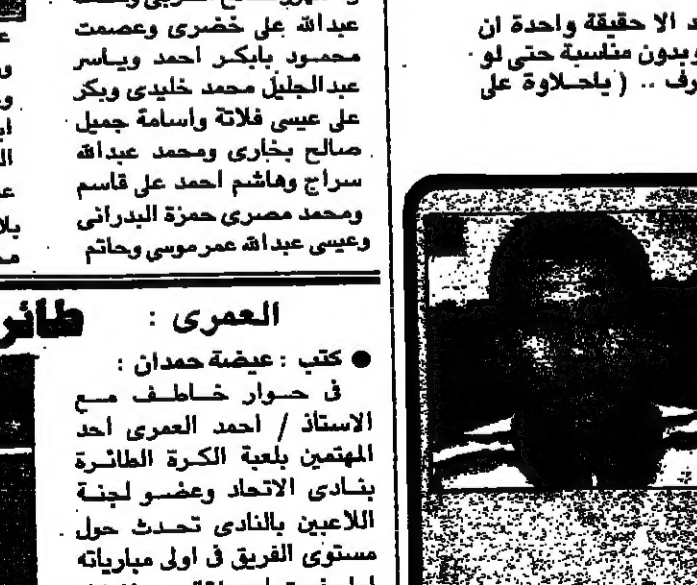 د الا حقيقة واحدة ان
وبدون مناسبة حتى لو
رف .. ( ياحلاوة على
عبدالله على خضرى وعصمت
محمود بابكر احمد وياسر
عبدالجليل محمد خليدى وبكر
على عيسى فلاتة واسامة جميل
صالح بخارى ومحمد عبدالله
سراج وهاشم احمد على قاسم
ومحمد مصرى حمزة البدرانى
وعيسى عبدالله عمر موسى وحاتم
العمرى :
● كتب : عيضة حمدان :
فى حوار خاطف مع
الاستاذ / احمد العمرى احد
المهتمين بلعبة الكرة الطائرة
بنادى الاتحاد وعضو لجنة
اللاعبين بالنادى تحدث حول
مستوى الفريق فى اولى مبارياته
طائر